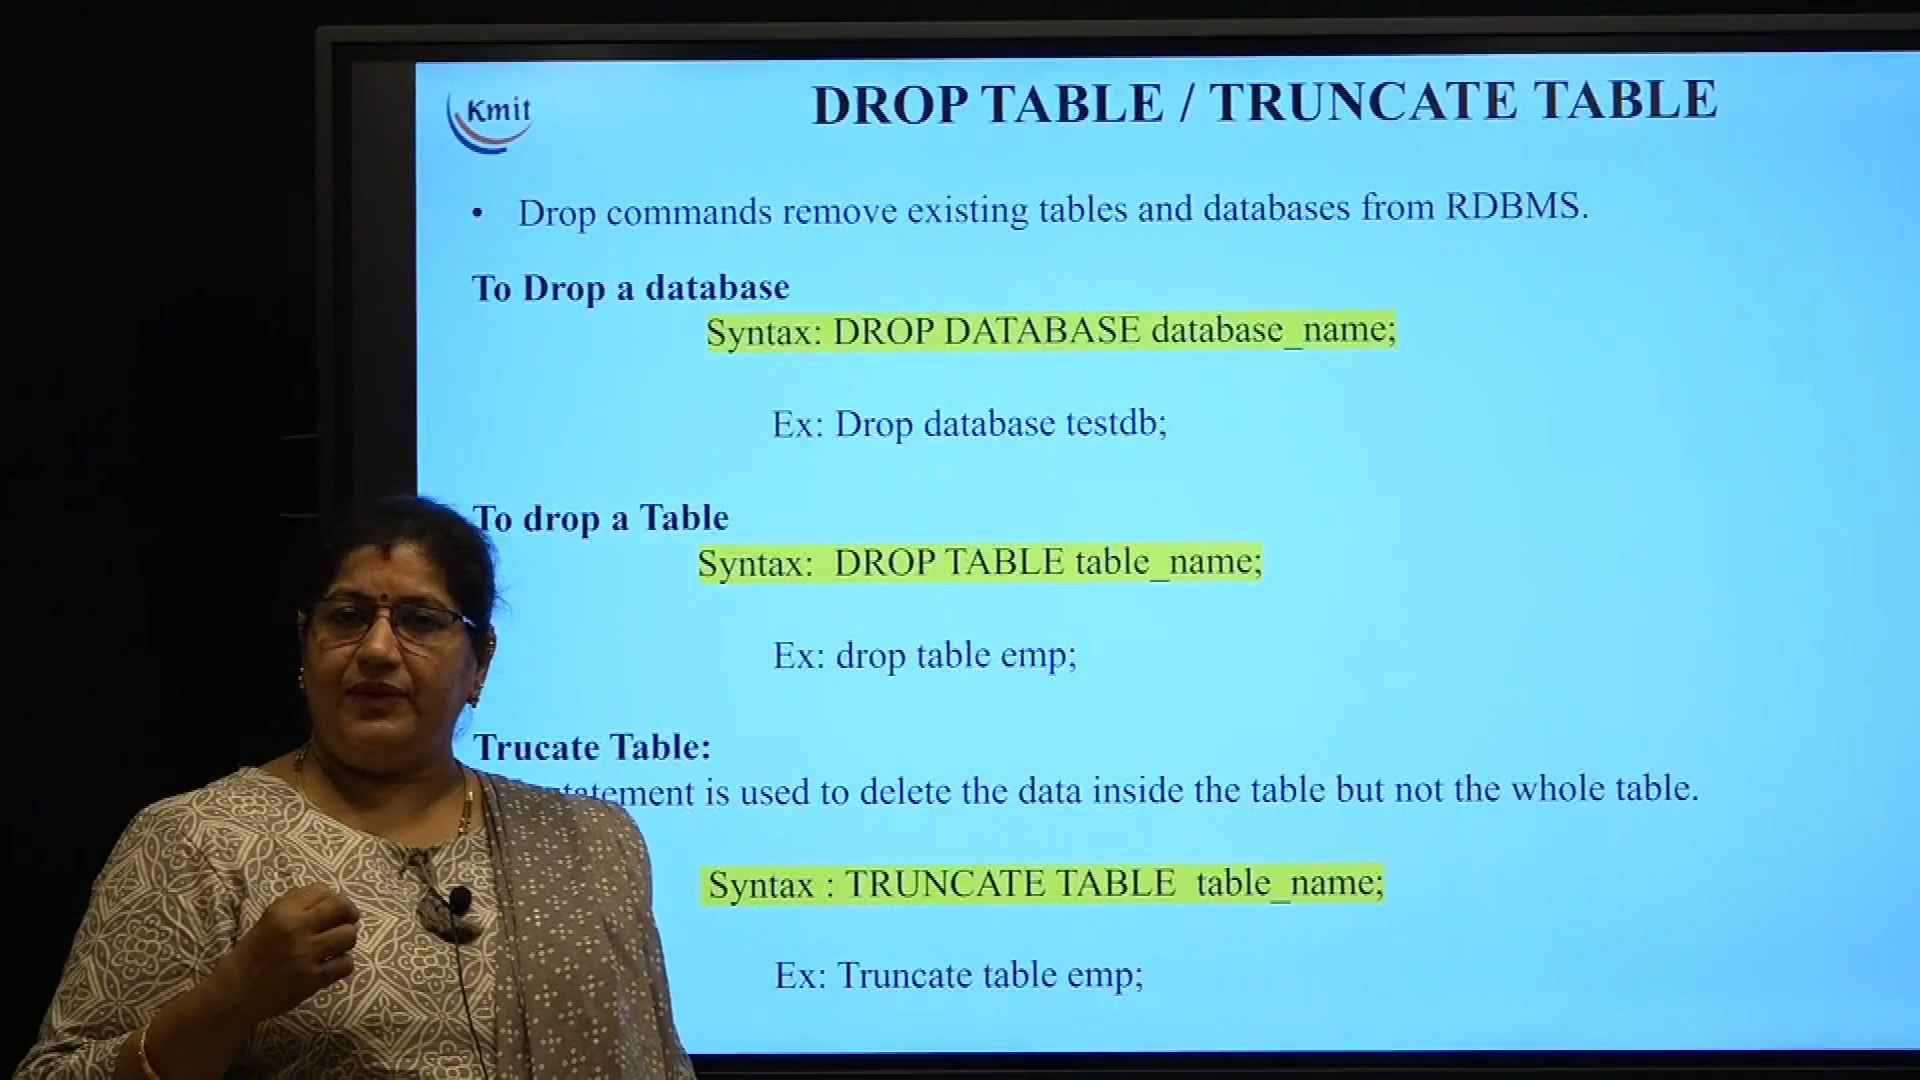 Kmit
DROP TABLE / TRUNCATE TABLE
• Drop commands remove existing tables and databases from RDBMS.
To Drop a database
Syntax: DROP DATABASE database_name;
Ex: Drop database testdb;
To drop a Table
Syntax: DROP TABLE table_name;
Ex: drop table emp;
Trucate Table:
statement is used to delete the data inside the table but not the whole table.
Syntax : TRUNCATE TABLE table_name;
Ex: Truncate table emp;